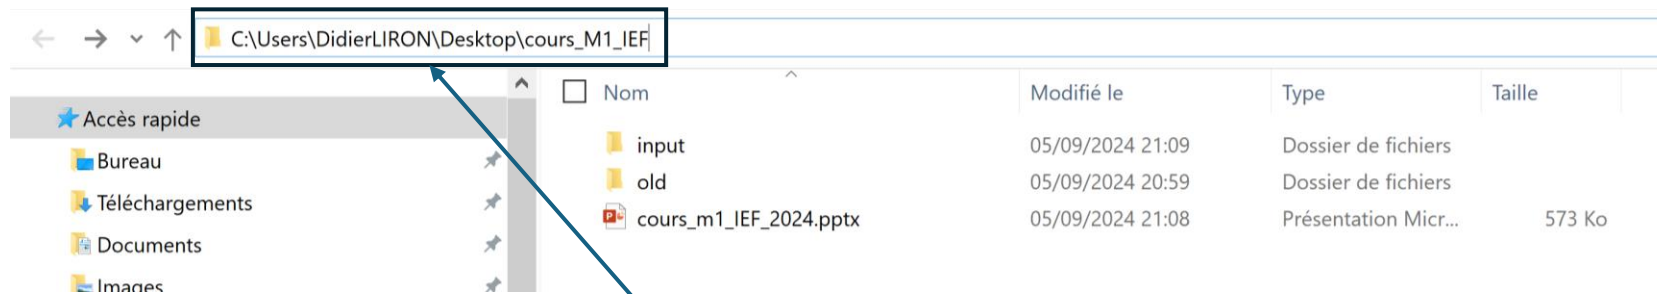 C:\Users\DidierLIRON\Desktop\cours_M1_IEF
Accès rapide
Bureau
Téléchargements
Documents
Images
Nom Modifié le Type Taille
input 05/09/2024 21:09 Dossier de fichiers
old 05/09/2024 20:59 Dossier de fichiers
cours_m1_IEF_2024.pptx 05/09/2024 21:08 Présentation Micr... 573 Ko